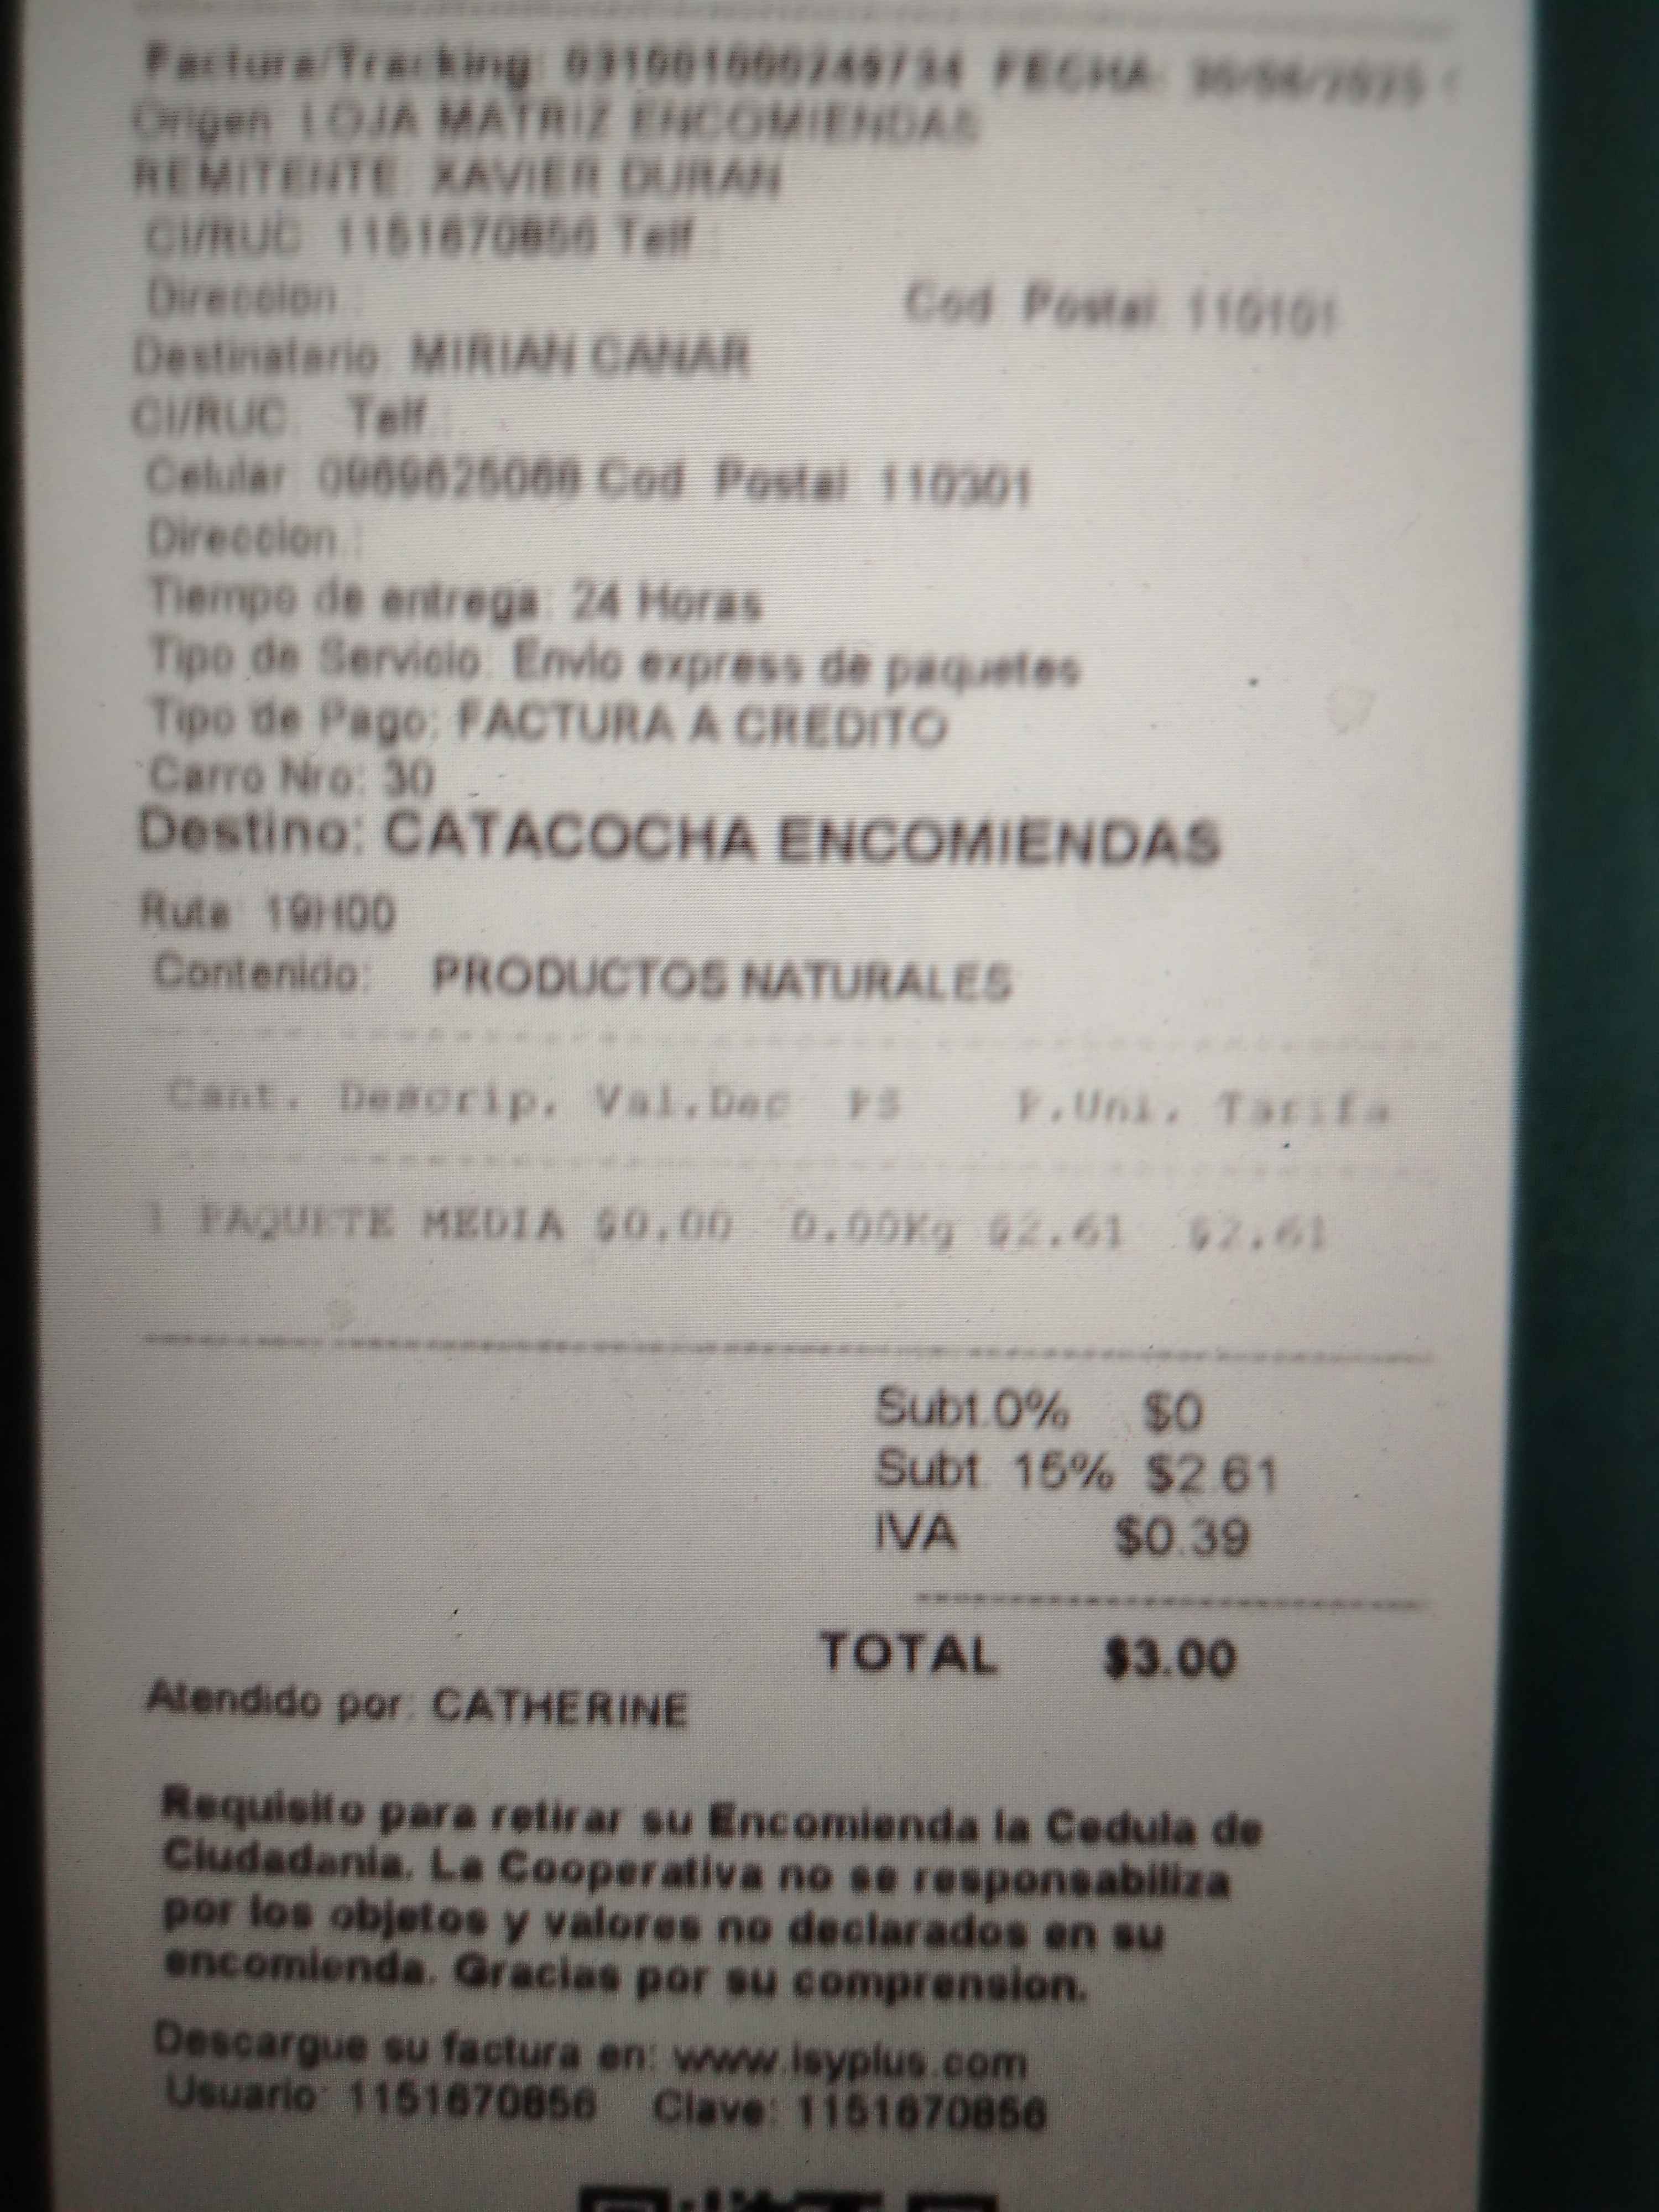 Factura/Tracking: 031001000249734 FECHA: 30/06/2025
Origen: LOJA MATRIZ ENCOMIENDAS
REMITENTE: XAVIER DURAN
CI/RUC: 1151670856 Telf.:
Direccion.: Cod. Postal: 110101
Destinatario: MIRIAN CANAR
CI/RUC: Telf.:
Celular: 0969625068 Cod. Postal: 110301
Direccion.:
Tiempo de entrega: 24 Horas
Tipo de Servicio: Envio express de paquetes
Tipo de Pago: FACTURA A CREDITO
Carro Nro: 30
Destino: CATACOCHA ENCOMIENDAS
Ruta: 19H00
Contenido: PRODUCTOS NATURALES
Cant. Descrip. Val.Dec PS P.Uni. Tarifa
1 PAQUETE MEDIA $0.00 0.00Kg $2.61 $2.61
Subt.0% $0
Subt. 15% $2.61
IVA $0.39
TOTAL $3.00
Atendido por: CATHERINE
Requisito para retirar su Encomienda la Cedula de
Ciudadania. La Cooperativa no se responsabiliza
por los objetos y valores no declarados en su
encomienda. Gracias por su comprension.
Descargue su factura en: www.isyplus.com
Usuario: 1151670856 Clave: 1151670856